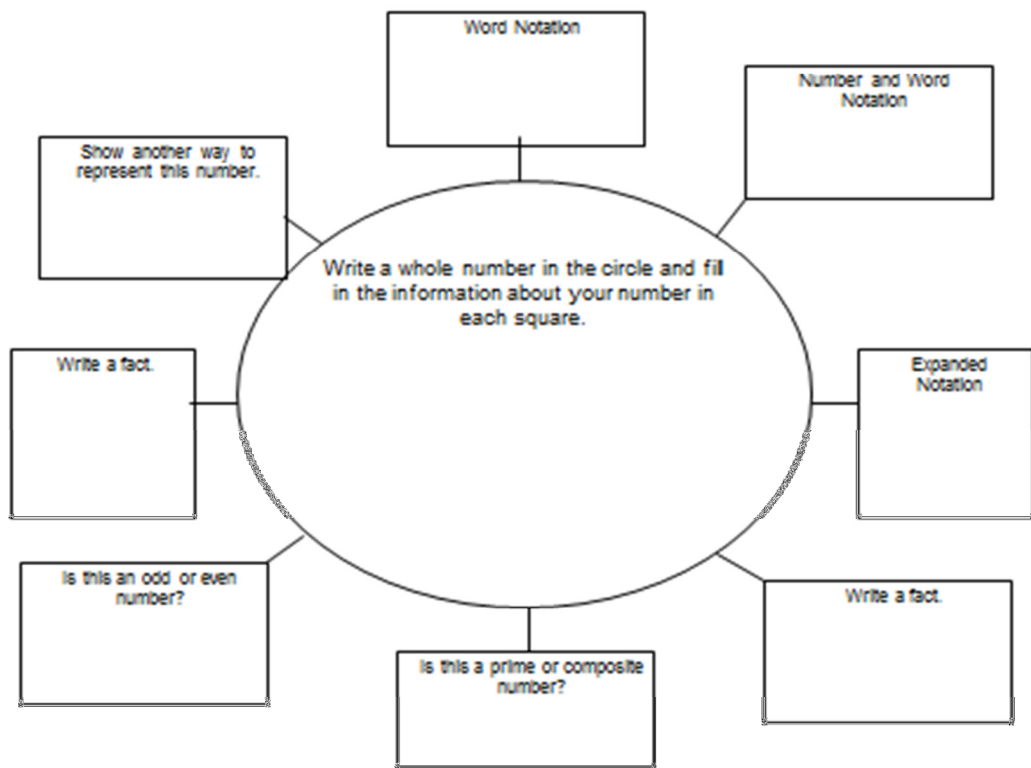 Word Notation
Number and Word
Notation
Show another way to
represent this number.
Write a whole number in the circle and fill
in the information about your number in
each square.
Write a fact.
Expanded
Notation
Is this an odd or even
number?
Write a fact.
Is this a prime or composite
number?